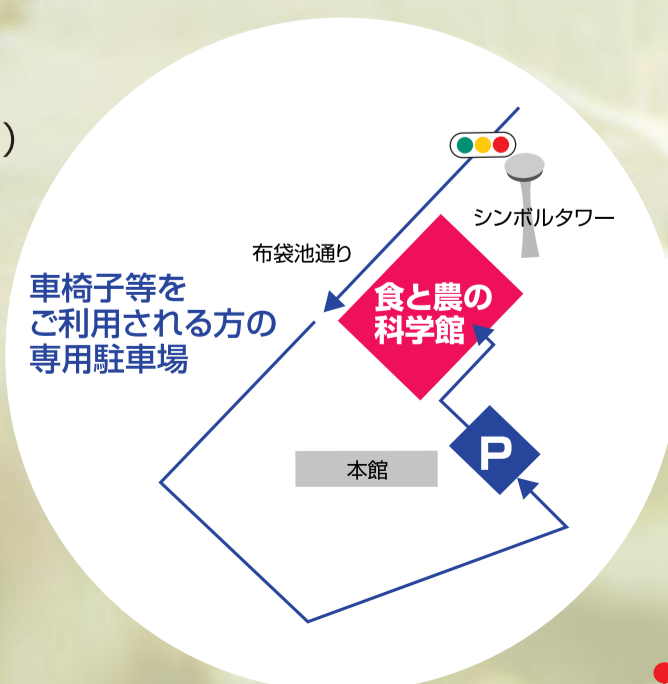 )
シンボルタワー
布袋池通り
車椅子等を
ご利用される方の
専用駐車場
食と農の
科学館
P
本館